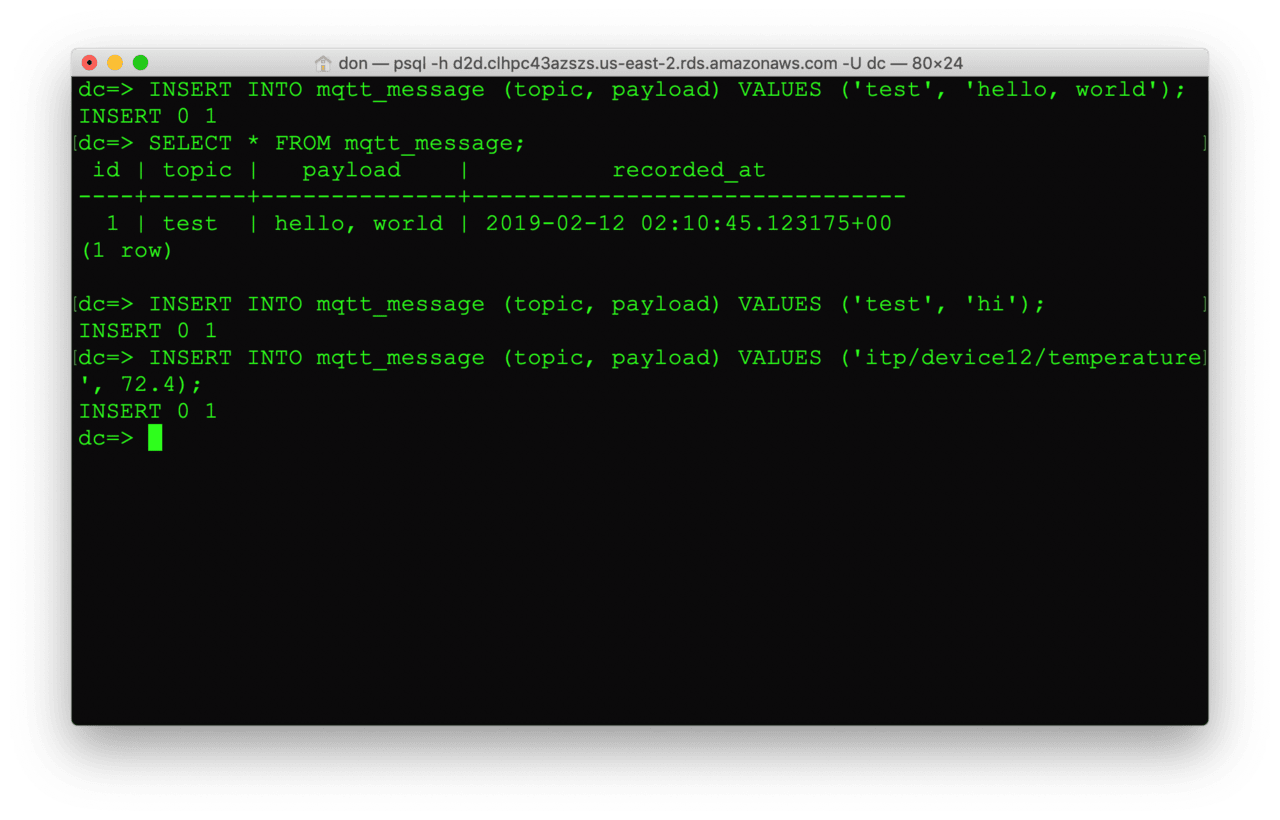 don — psql -h d2d.clhpc43azszs.us-east-2.rds.amazonaws.com -U dc — 80×24
dc=> INSERT INTO mqtt_message (topic, payload) VALUES ('test', 'hello, world');
INSERT 0 1
[dc=> SELECT * FROM mqtt_message; ]
 id | topic |   payload    |          recorded_at
----+-------+--------------+-------------------------------
  1 | test  | hello, world | 2019-02-12 02:10:45.123175+00
(1 row)
[dc=> INSERT INTO mqtt_message (topic, payload) VALUES ('test', 'hi'); ]
INSERT 0 1
[dc=> INSERT INTO mqtt_message (topic, payload) VALUES ('itp/device12/temperature]
', 72.4);
INSERT 0 1
dc=>